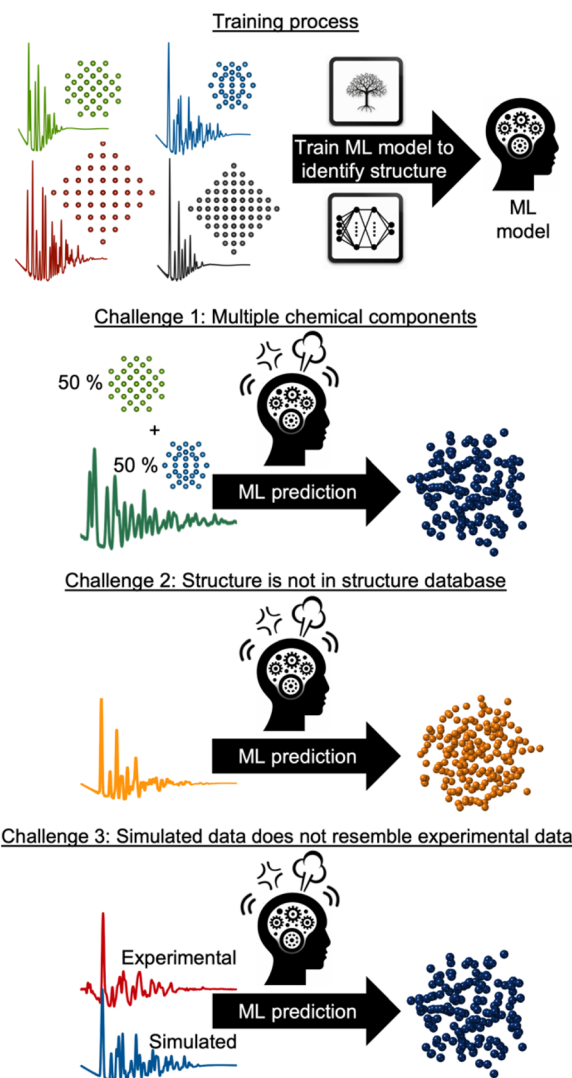 Training process
Train ML model to
identify structure
ML
model
Challenge 1: Multiple chemical components
50 %
+
50 %
ML prediction
Challenge 2: Structure is not in structure database
ML prediction
Challenge 3: Simulated data does not resemble experimental data
Experimental
ML prediction
Simulated